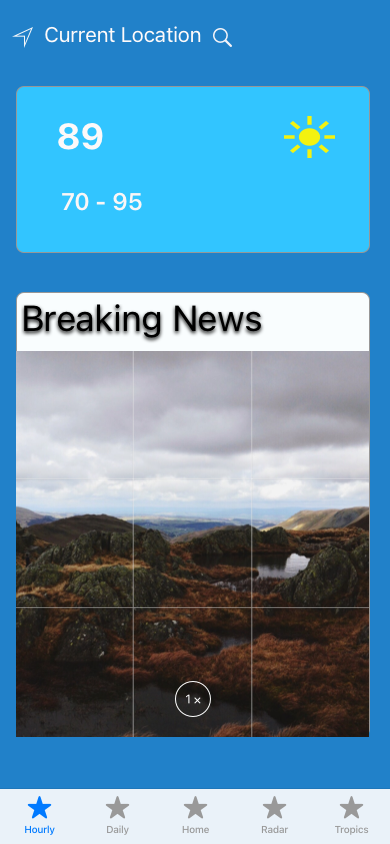 Current Location
89
70 - 95
Breaking News
1×
Hourly Daily Home Radar Tropics